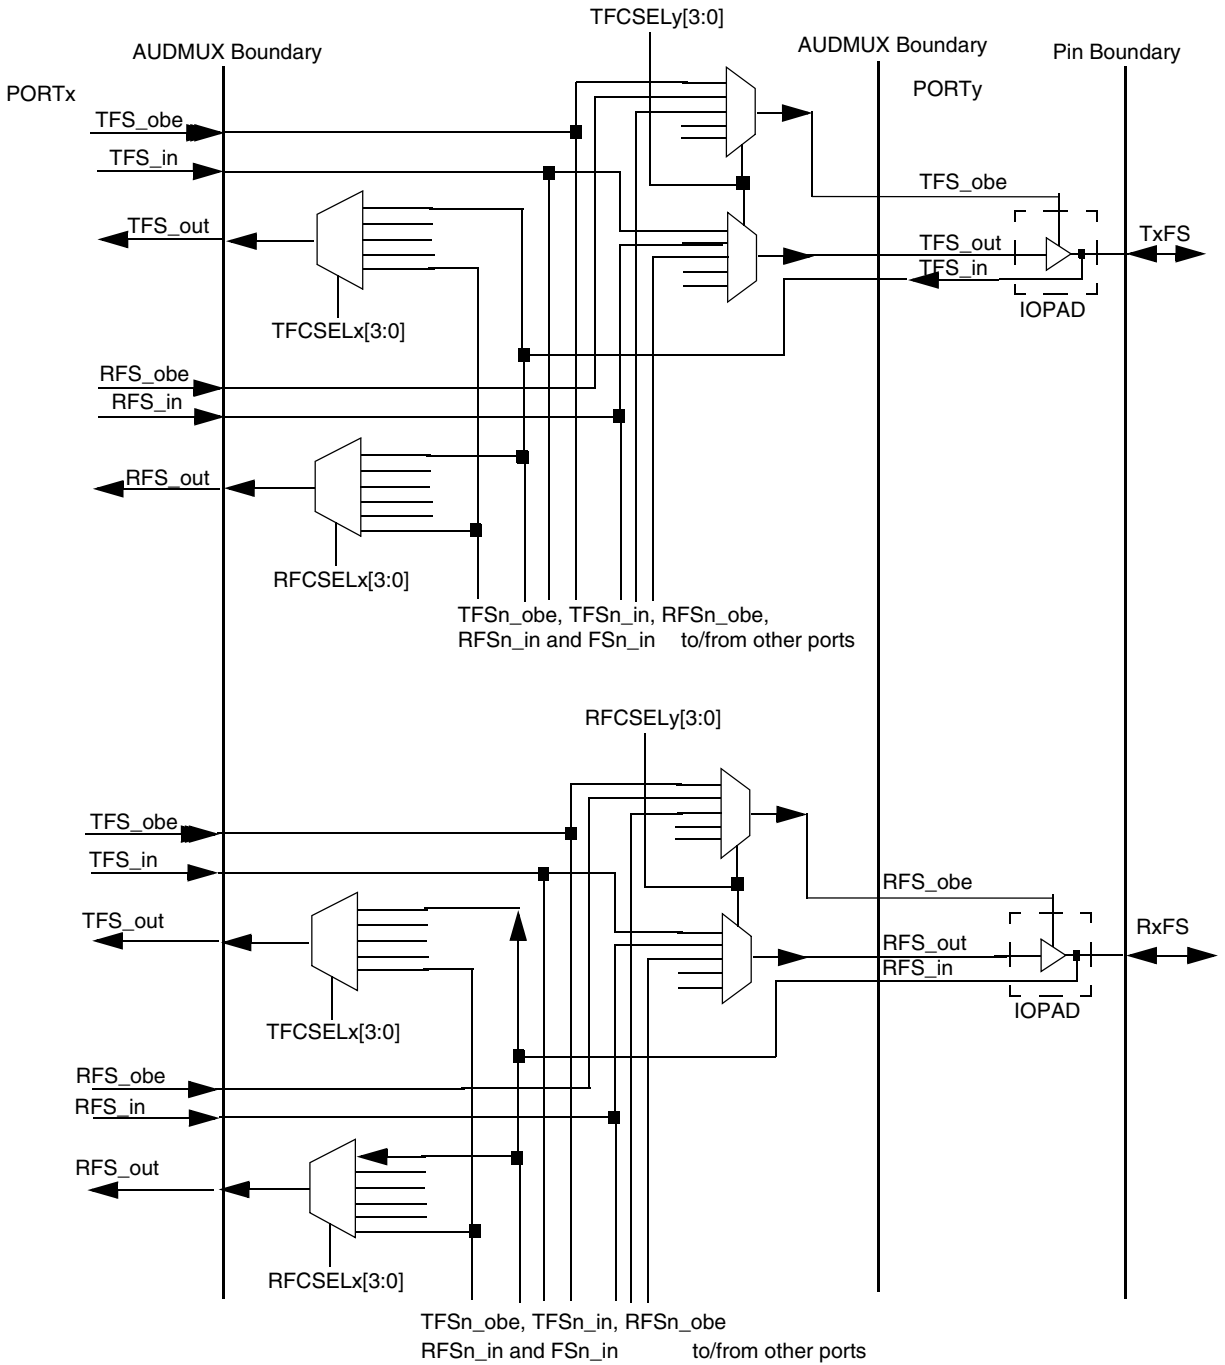 TFCSELy[3:0]
AUDMUX Boundary
AUDMUX Boundary
Pin Boundary
PORTx
PORTy
TFS_obe
TFS_in
TFS_obe
TFS_out
TFS_out
TxFS
TFS_in
IOPAD
TFCSELx[3:0]
RFS_obe
RFS_in
RFS_out
RFCSELx[3:0]
TFSn_obe, TFSn_in, RFSn_obe,
RFSn_in and FSn_in to/from other ports
RFCSELy[3:0]
TFS_obe
TFS_in
RFS_obe
TFS_out
RxFS
RFS_out
RFS_in
IOPAD
TFCSELx[3:0]
RFS_obe
RFS_in
RFS_out
RFCSELx[3:0]
TFSn_obe, TFSn_in, RFSn_obe
RFSn_in and FSn_in to/from other ports